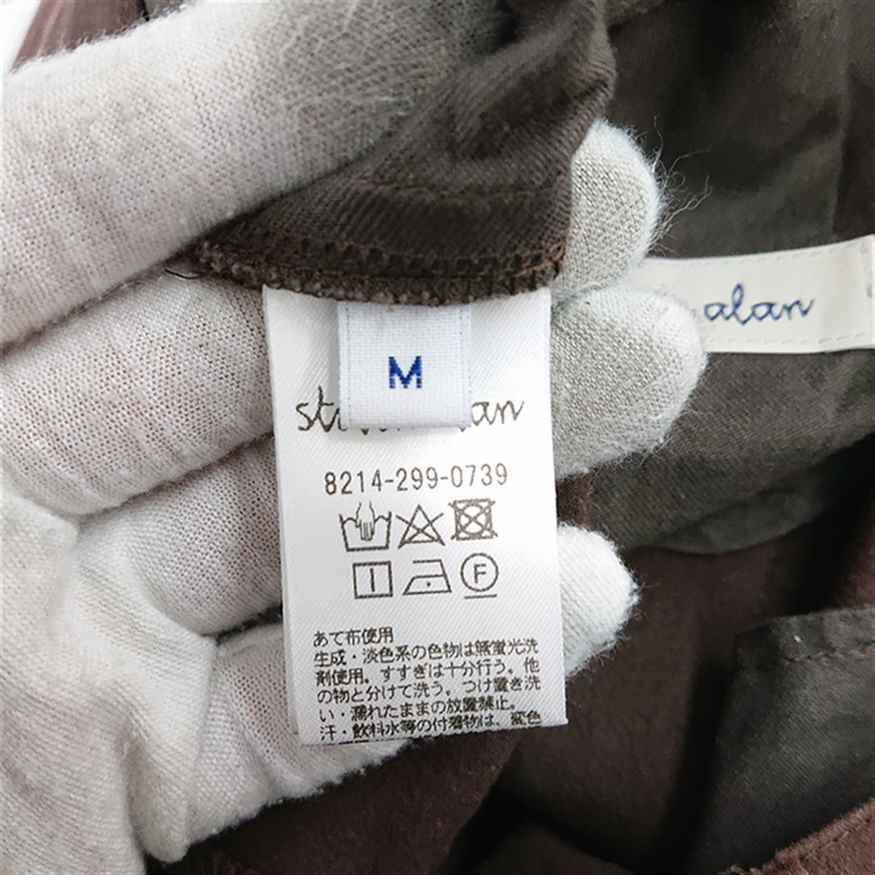 M
alan
8214-299-0739
F
あて布使用
生成・淡色系の色物は無蛍光洗
剤使用。すすぎは十分行う。他
の物と分けて洗う。つけ置き洗
い・濡れたままの放置禁止。
汗・飲料水等の付着物は、変色